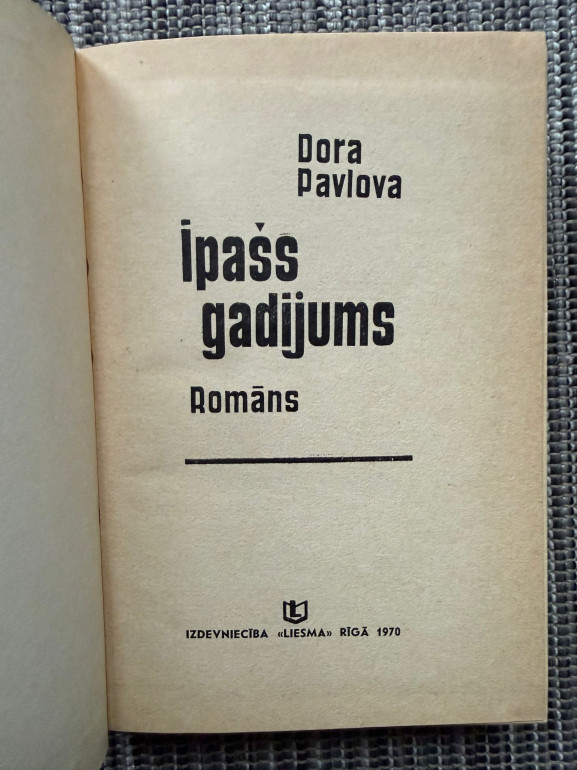 Dora
Pavlova
Īpašs
gadījums
Romāns
IZDEVNIECĪBA «LIESMA» RĪGĀ 1970